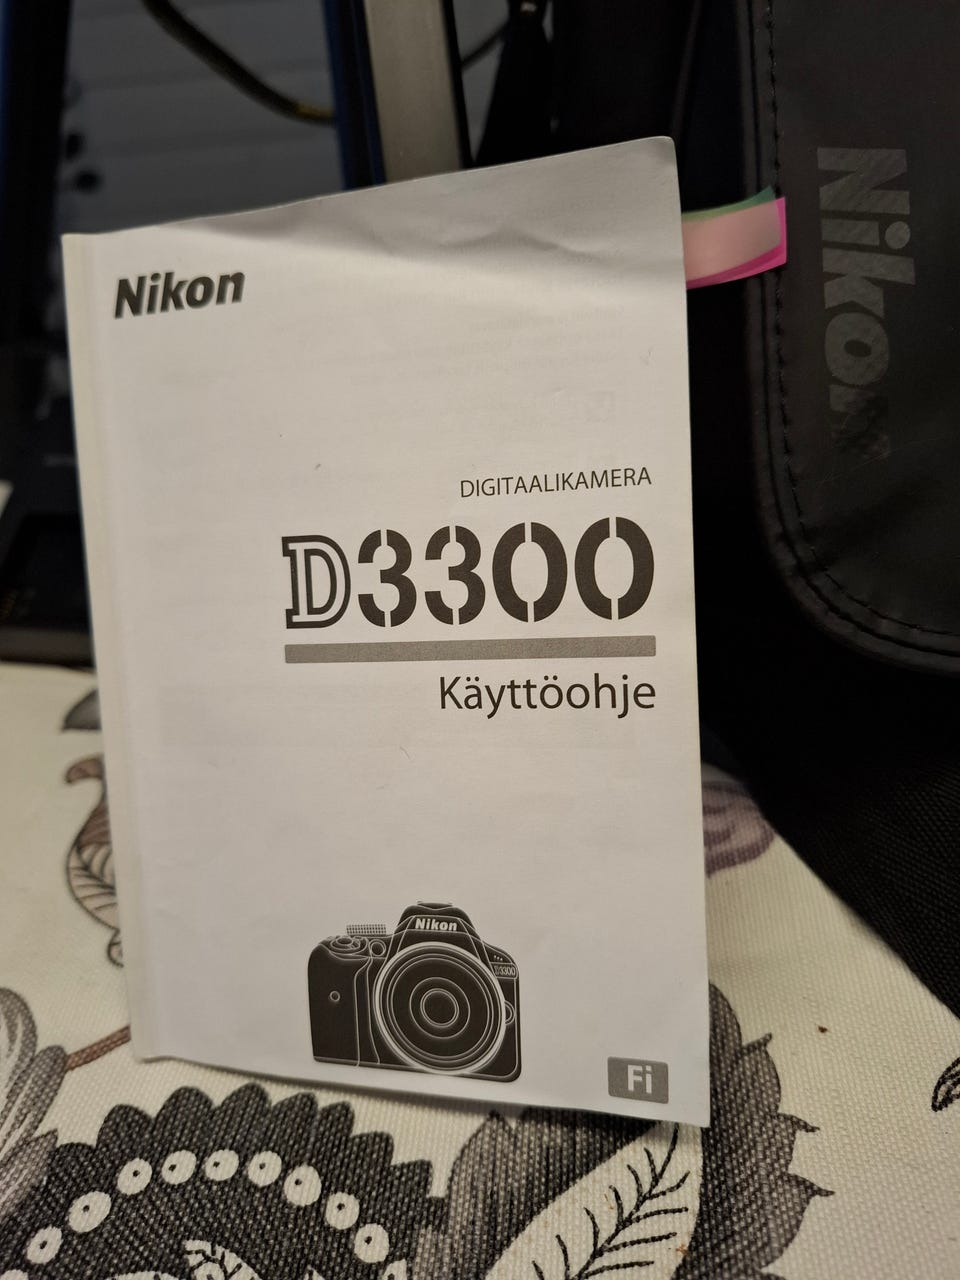 Nikon
DIGITAALIKAMERA
D3300
Käyttöohje
Nikon
D3300
Fi
Nikon